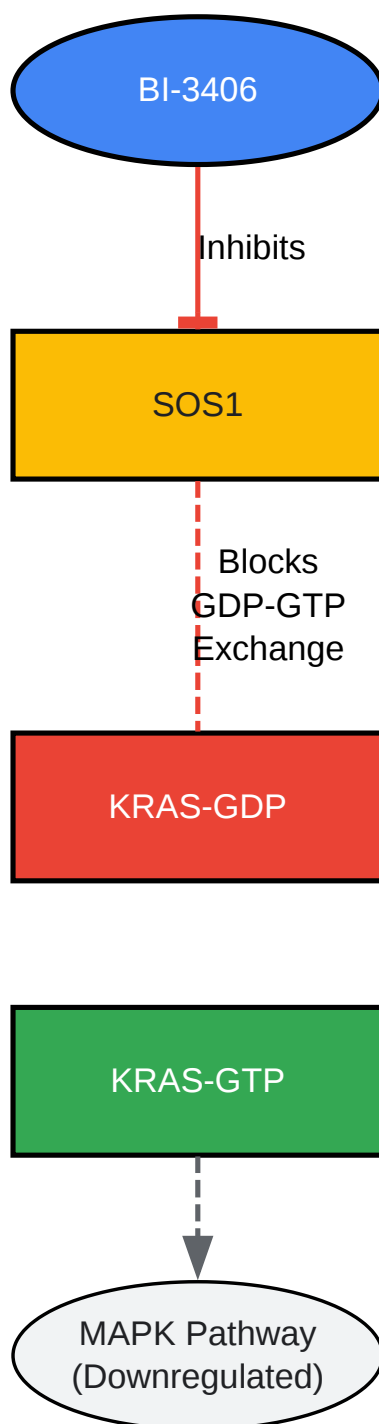 BI-3406
Inhibits
SOS1
Blocks
GDP-GTP
Exchange
KRAS-GDP
KRAS-GTP
MAPK Pathway
(Downregulated)